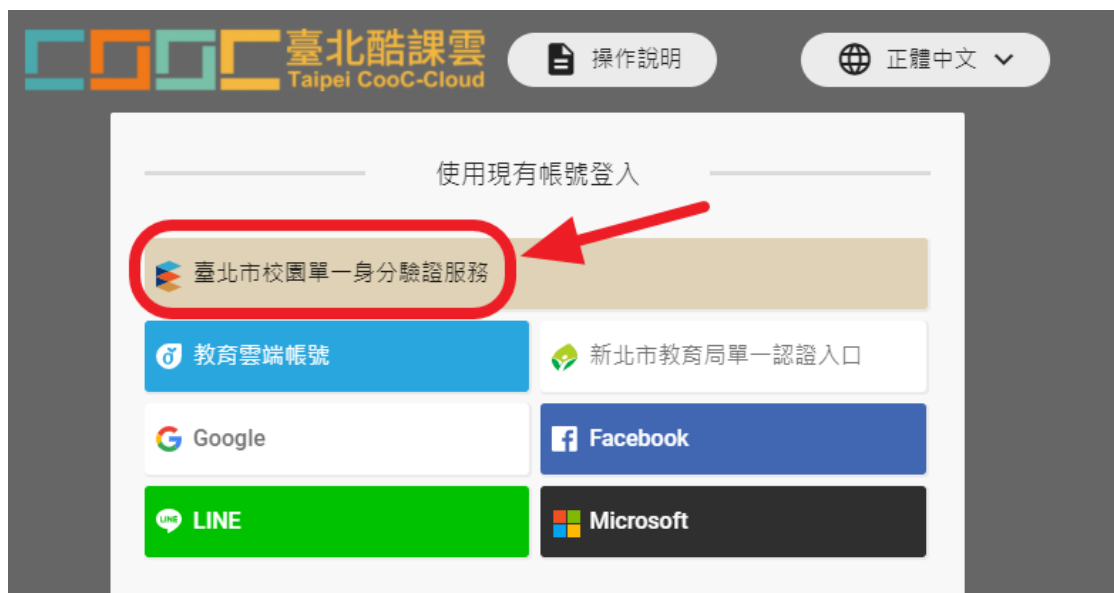 臺北酷課雲
Taipei CooC-Cloud
操作說明
正體中文
使用現有帳號登入
臺北市校園單一身分驗證服務
教育雲端帳號
新北市教育局單一認證入口
Google
Facebook
LINE
Microsoft